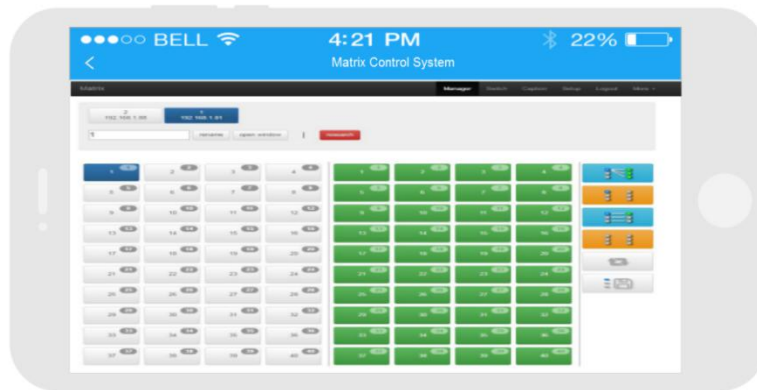 ●●●○○ BELL 4:21 PM 22%
< Matrix Control System
Matrix Manager Switch Caption Setup Logout More
2 1
192.168.1.91
1 rename open window | research
1 2 3 4 1 2 3 4
5 6 7 8 5 6 7 8
9 10 11 12 9 10 11 12
13 14 15 16 13 14 15 16
17 18 19 20 17 18 19 20
21 22 23 24 21 22 23 24
25 26 27 28 25 26 27 28
29 30 31 32 29 30 31 32
33 34 35 36 33 34 35 36
37 38 39 40 37 38 39 40